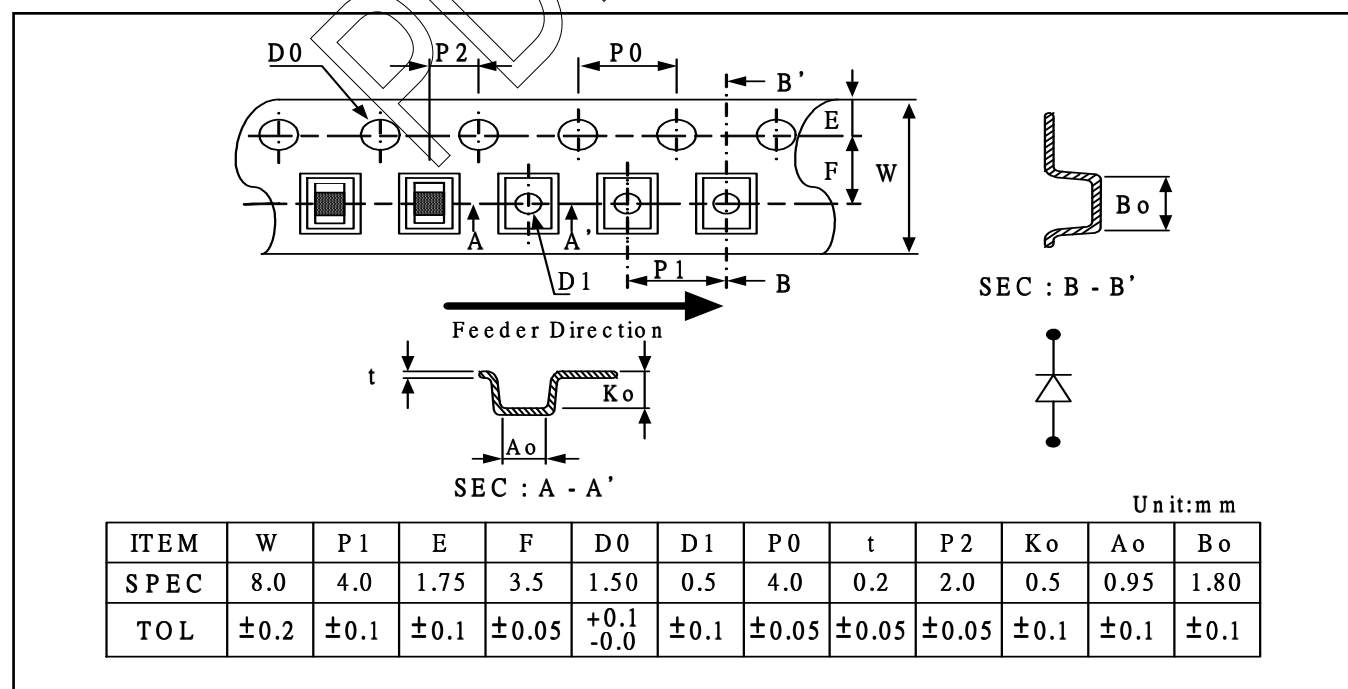 D0
P2
P0
B'
E
F
W
A
A'
D1
P1
B
Feeder Direction
Bo
SEC : B - B'
t
Ko
Ao
SEC : A - A'
Unit:mm
ITEM W P1 E F D0 D1 P0 t P2 Ko Ao Bo
SPEC 8.0 4.0 1.75 3.5 1.50 0.5 4.0 0.2 2.0 0.5 0.95 1.80
TOL ±0.2 ±0.1 ±0.1 ±0.05 +0.1 -0.0 ±0.1 ±0.05 ±0.05 ±0.05 ±0.1 ±0.1 ±0.1